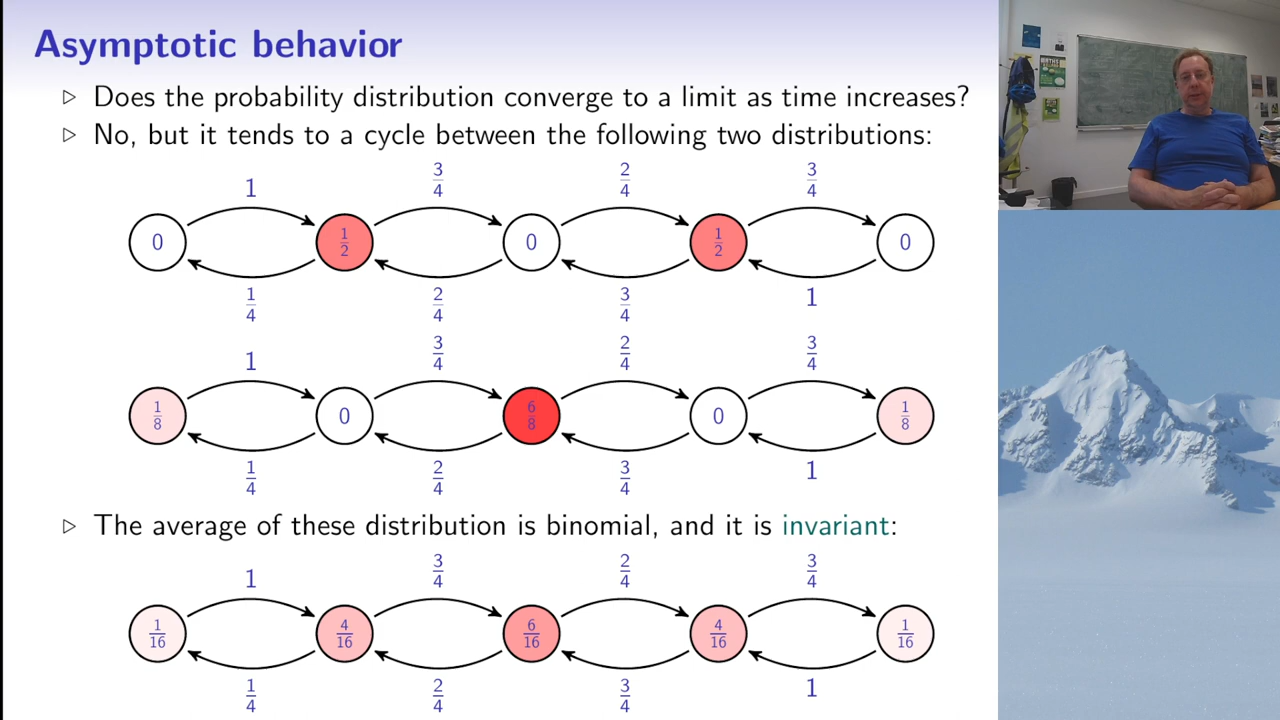 Asymptotic behavior
▷ Does the probability distribution converge to a limit as time increases?
▷ No, but it tends to a cycle between the following two distributions:
1 3/4 2/4 3/4
0 1/2 0 1/2 0
1/4 2/4 3/4 1
1 3/4 2/4 3/4
1/8 0 6/8 0 1/8
1/4 2/4 3/4 1
▷ The average of these distribution is binomial, and it is invariant:
1 3/4 2/4 3/4
1/16 4/16 6/16 4/16 1/16
1/4 2/4 3/4 1